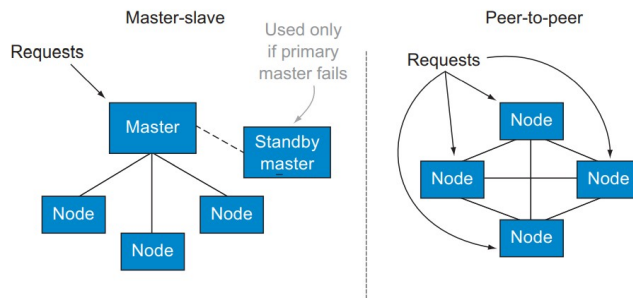 Master-slave
Used only
if primary
master fails
Requests
Master
Standby
master
Node
Node
Node
Peer-to-peer
Requests
Node
Node
Node
Node